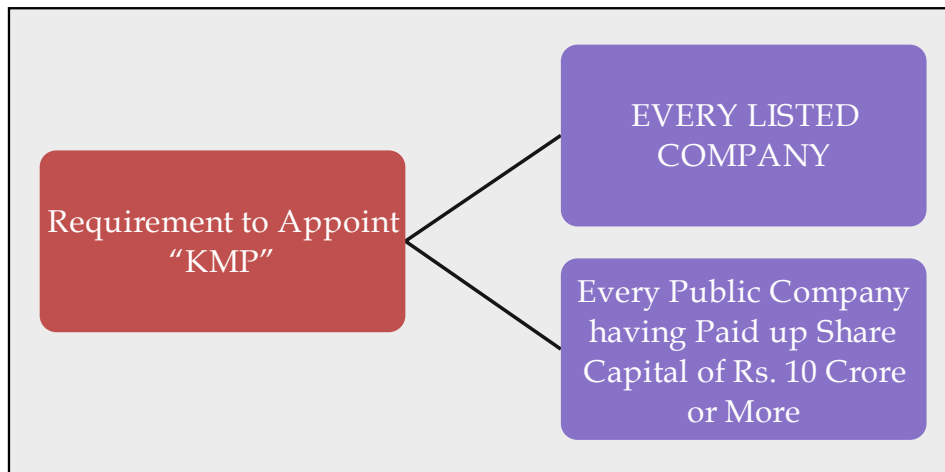 Requirement to Appoint
“KMP”
EVERY LISTED
COMPANY
Every Public Company
having Paid up Share
Capital of Rs. 10 Crore
or More